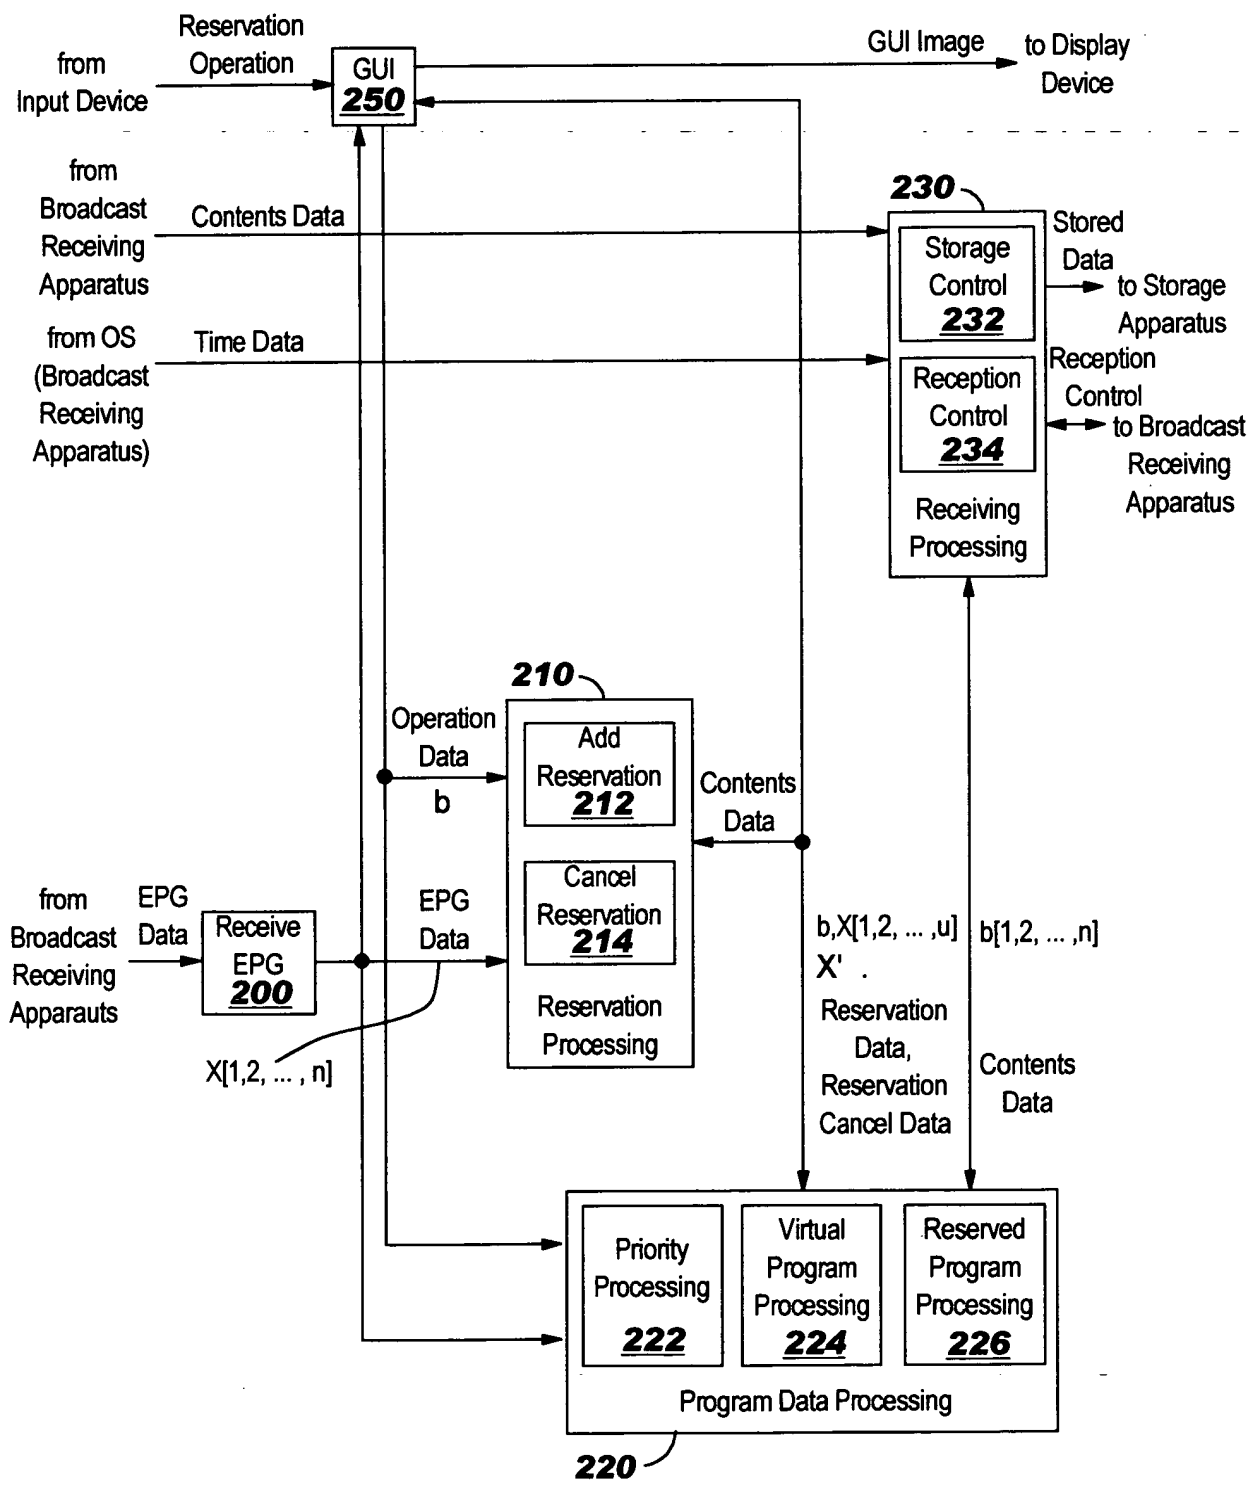 Reservation
Operation
from
Input Device
GUI
250
GUI Image
to Display
Device
from
Broadcast
Receiving
Apparatus
Contents Data
from OS
(Broadcast
Receiving
Apparatus)
Time Data
230
Storage
Control
232
Reception
Control
234
Receiving
Processing
Stored
Data
to Storage
Apparatus
Reception
Control
to Broadcast
Receiving
Apparatus
210
Operation
Data
b
Add
Reservation
212
Cancel
Reservation
214
Reservation
Processing
Contents
Data
from
Broadcast
Receiving
Apparauts
EPG
Data
Receive
EPG
200
EPG
Data
X[1,2, ... , n]
b,X[1,2, ... ,u]
X' .
Reservation
Data,
Reservation
Cancel Data
b[1,2, ... ,n]
Contents
Data
Priority
Processing
222
Virtual
Program
Processing
224
Reserved
Program
Processing
226
Program Data Processing
220